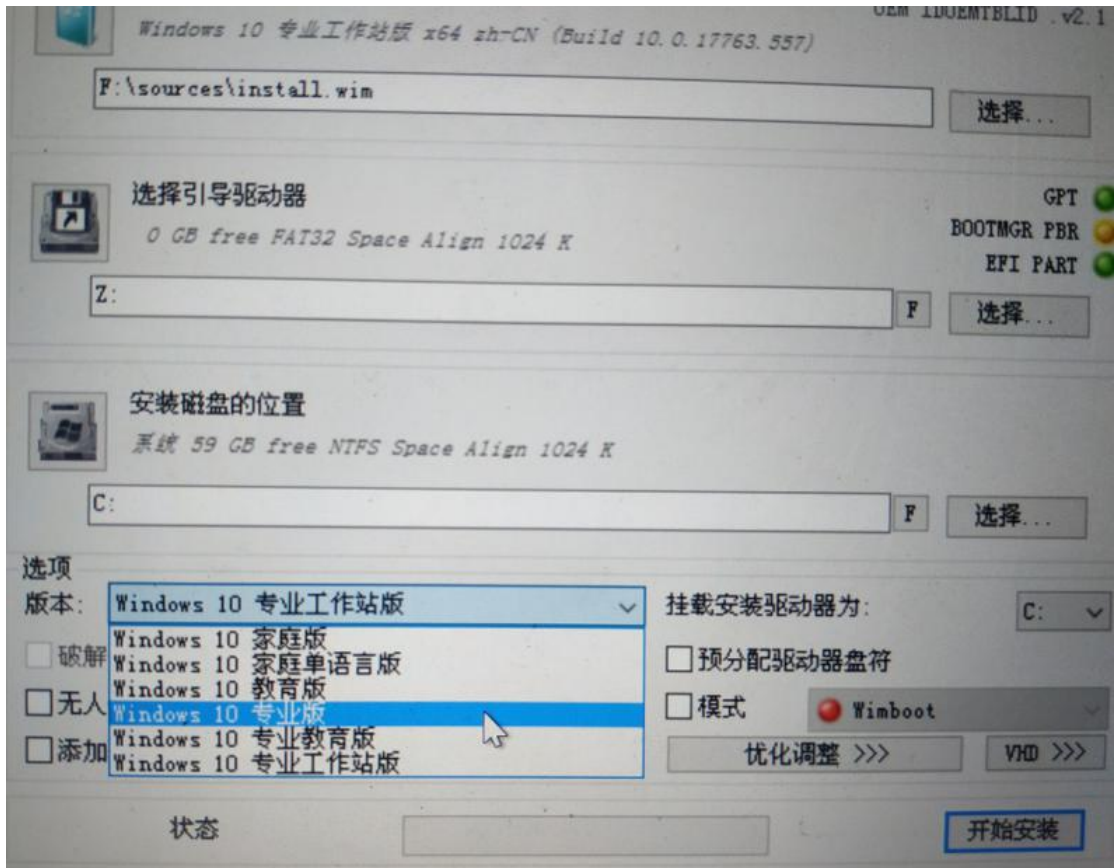 Windows 10 专业工作站版 x64 zh-CN (Build 10.0.17763.557)
F:\sources\install.wim
选择...
选择引导驱动器
0 GB free FAT32 Space Align 1024 K
GPT
BOOTMGR PBR
EFI PART
Z:
F
选择...
安装磁盘的位置
系统 59 GB free NTFS Space Align 1024 K
C:
F
选择...
选项
版本: Windows 10 专业工作站版
挂载安装驱动器为: C:
Windows 10 家庭版
破解
Windows 10 家庭单语言版
预分配驱动器盘符
Windows 10 教育版
无人
Windows 10 专业版
模式 Wimboot
Windows 10 专业教育版
添加
Windows 10 专业工作站版
优化调整 >>>
VHD >>>
状态
开始安装